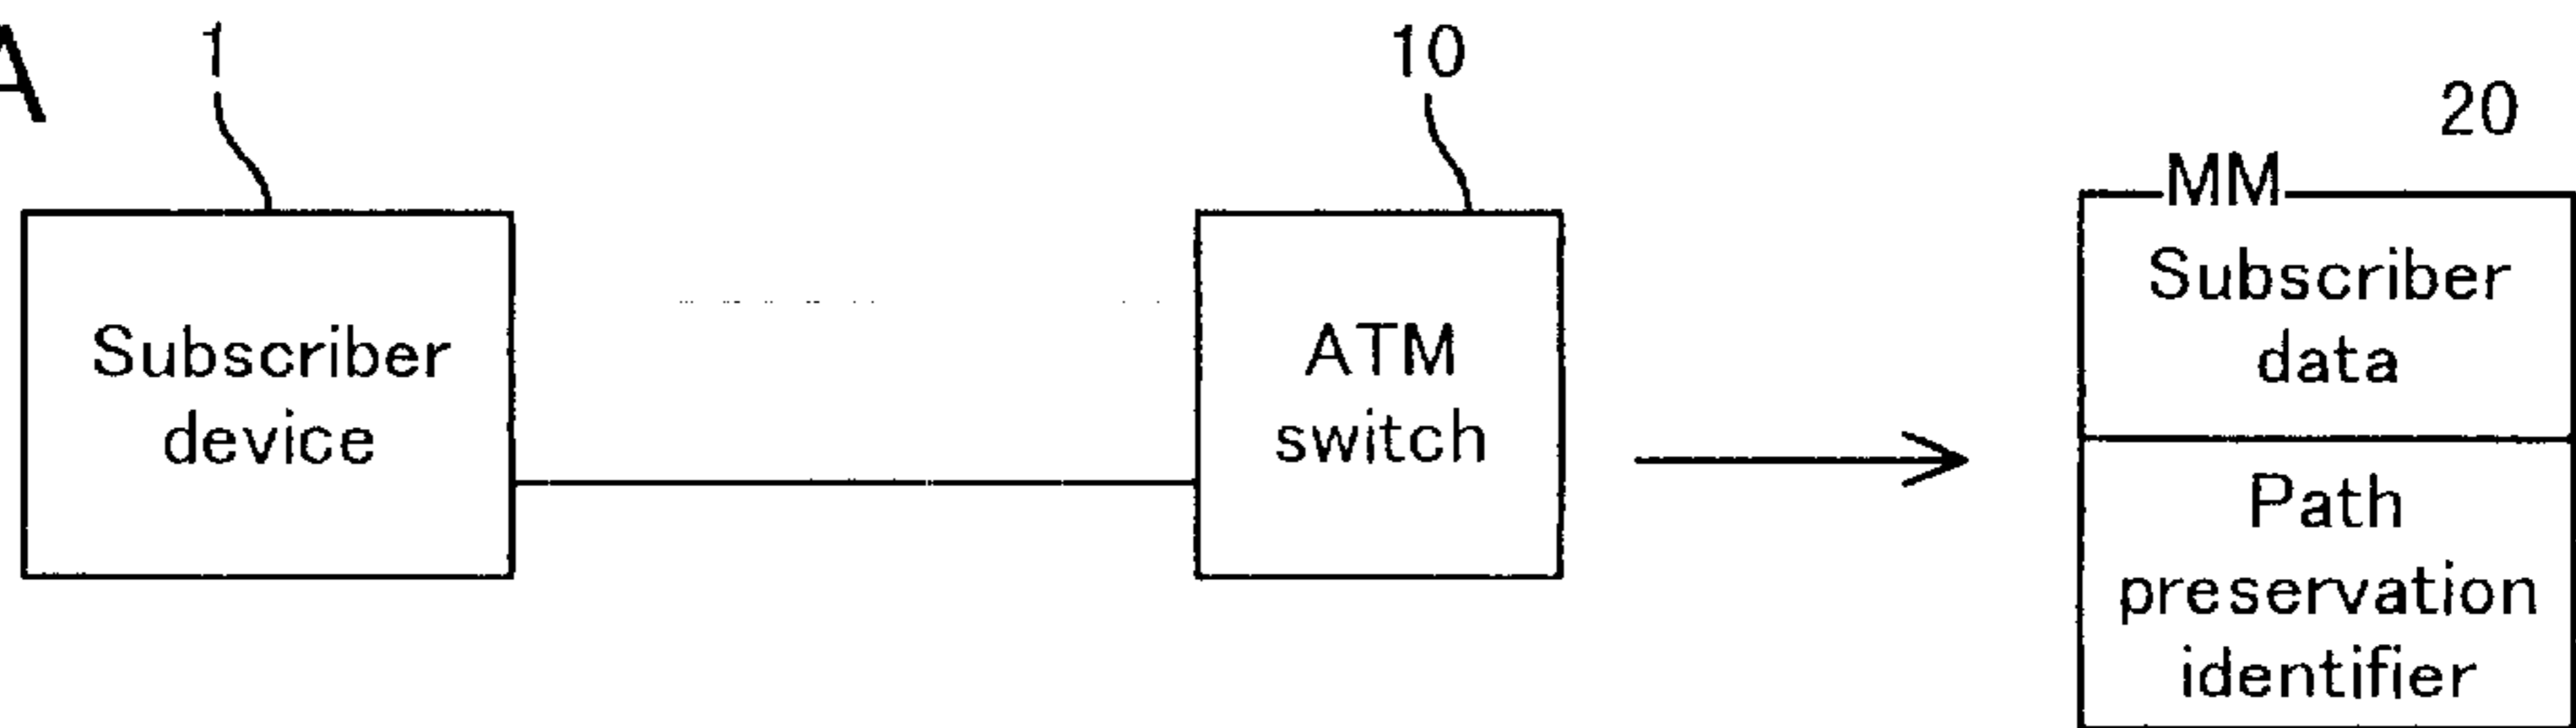 A
1
10
20
MM
Subscriber
device
ATM
switch
Subscriber
data
Path
preservation
identifier